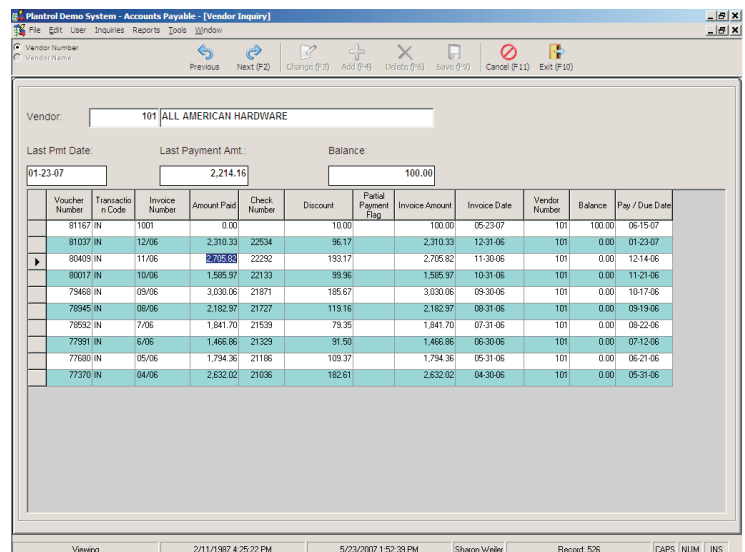 Plantrol Demo System - Accounts Payable - [Vendor Inquiry]
File Edit User Inquiries Reports Tools Window
Vendor Number
Vendor Name
Previous Next (F2) Change (F3) Add (F4) Delete (F6) Save (F9) Cancel (F11) Exit (F10)
Vendor: 101 ALL AMERICAN HARDWARE
Last Pmt Date: Last Payment Amt.: Balance:
01-23-07 2,214.16 100.00
Voucher Number Transactio n Code Invoice Number Amount Paid Check Number Discount Partial Payment Flag Invoice Amount Invoice Date Vendor Number Balance Pay / Due Date
81167 IN 1001 0.00 10.00 100.00 05-23-07 101 100.00 06-15-07
81037 IN 12/06 2,310.33 22534 96.17 2,310.33 12-31-06 101 0.00 01-23-07
80409 IN 11/06 2,705.82 22292 193.17 2,705.82 11-30-06 101 0.00 12-14-06
80017 IN 10/06 1,585.97 22133 99.96 1,585.97 10-31-06 101 0.00 11-21-06
79468 IN 09/06 3,030.06 21871 185.67 3,030.06 09-30-06 101 0.00 10-17-06
78945 IN 08/06 2,182.97 21727 119.16 2,182.97 08-31-06 101 0.00 09-19-06
78592 IN 7/06 1,841.70 21539 79.35 1,841.70 07-31-06 101 0.00 08-22-06
77991 IN 6/06 1,466.86 21329 91.50 1,466.86 06-30-06 101 0.00 07-12-06
77680 IN 05/06 1,794.36 21186 109.37 1,794.36 05-31-06 101 0.00 06-21-06
77370 IN 04/06 2,632.02 21036 182.61 2,632.02 04-30-06 101 0.00 05-31-06
Viewing 2/11/1987 4:25:22 PM 5/23/2007 1:52:39 PM Sharon Weiler Record: 526 CAPS NUM INS